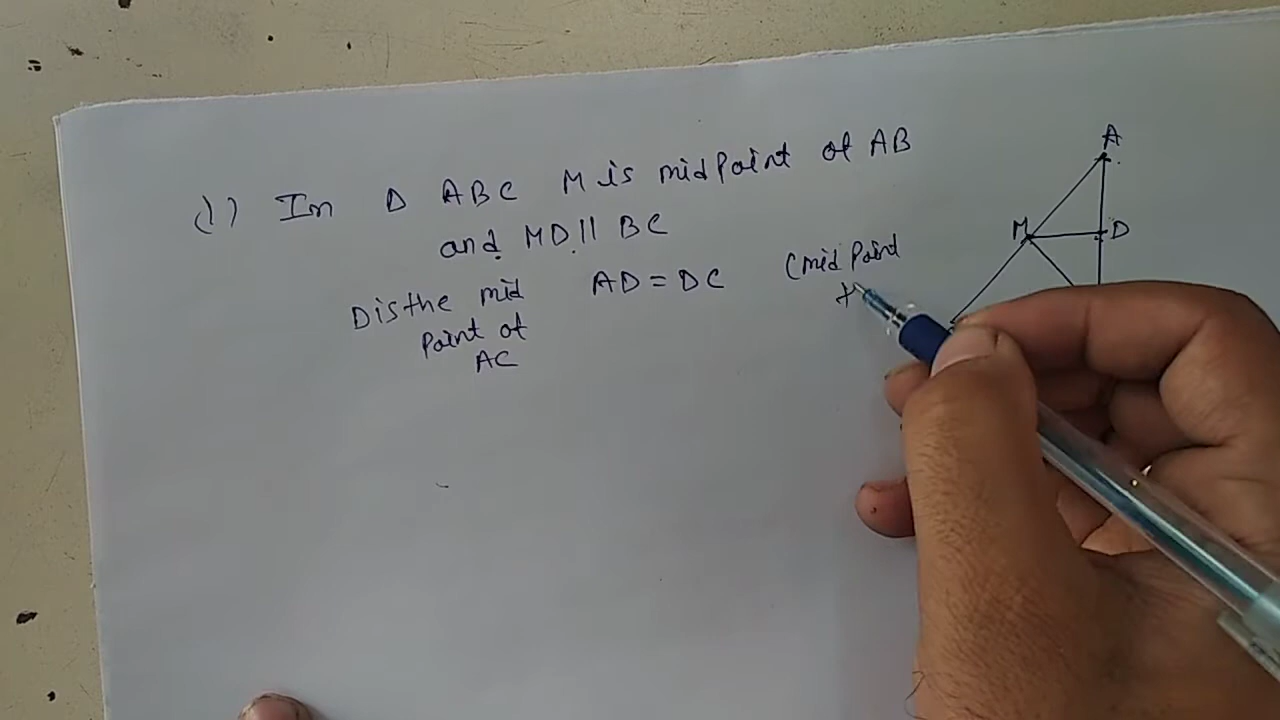 (1) In Δ ABC M is midpoint of AB
and MD || BC
D is the mid point of AC
AD = DC (mid point
A
M
D